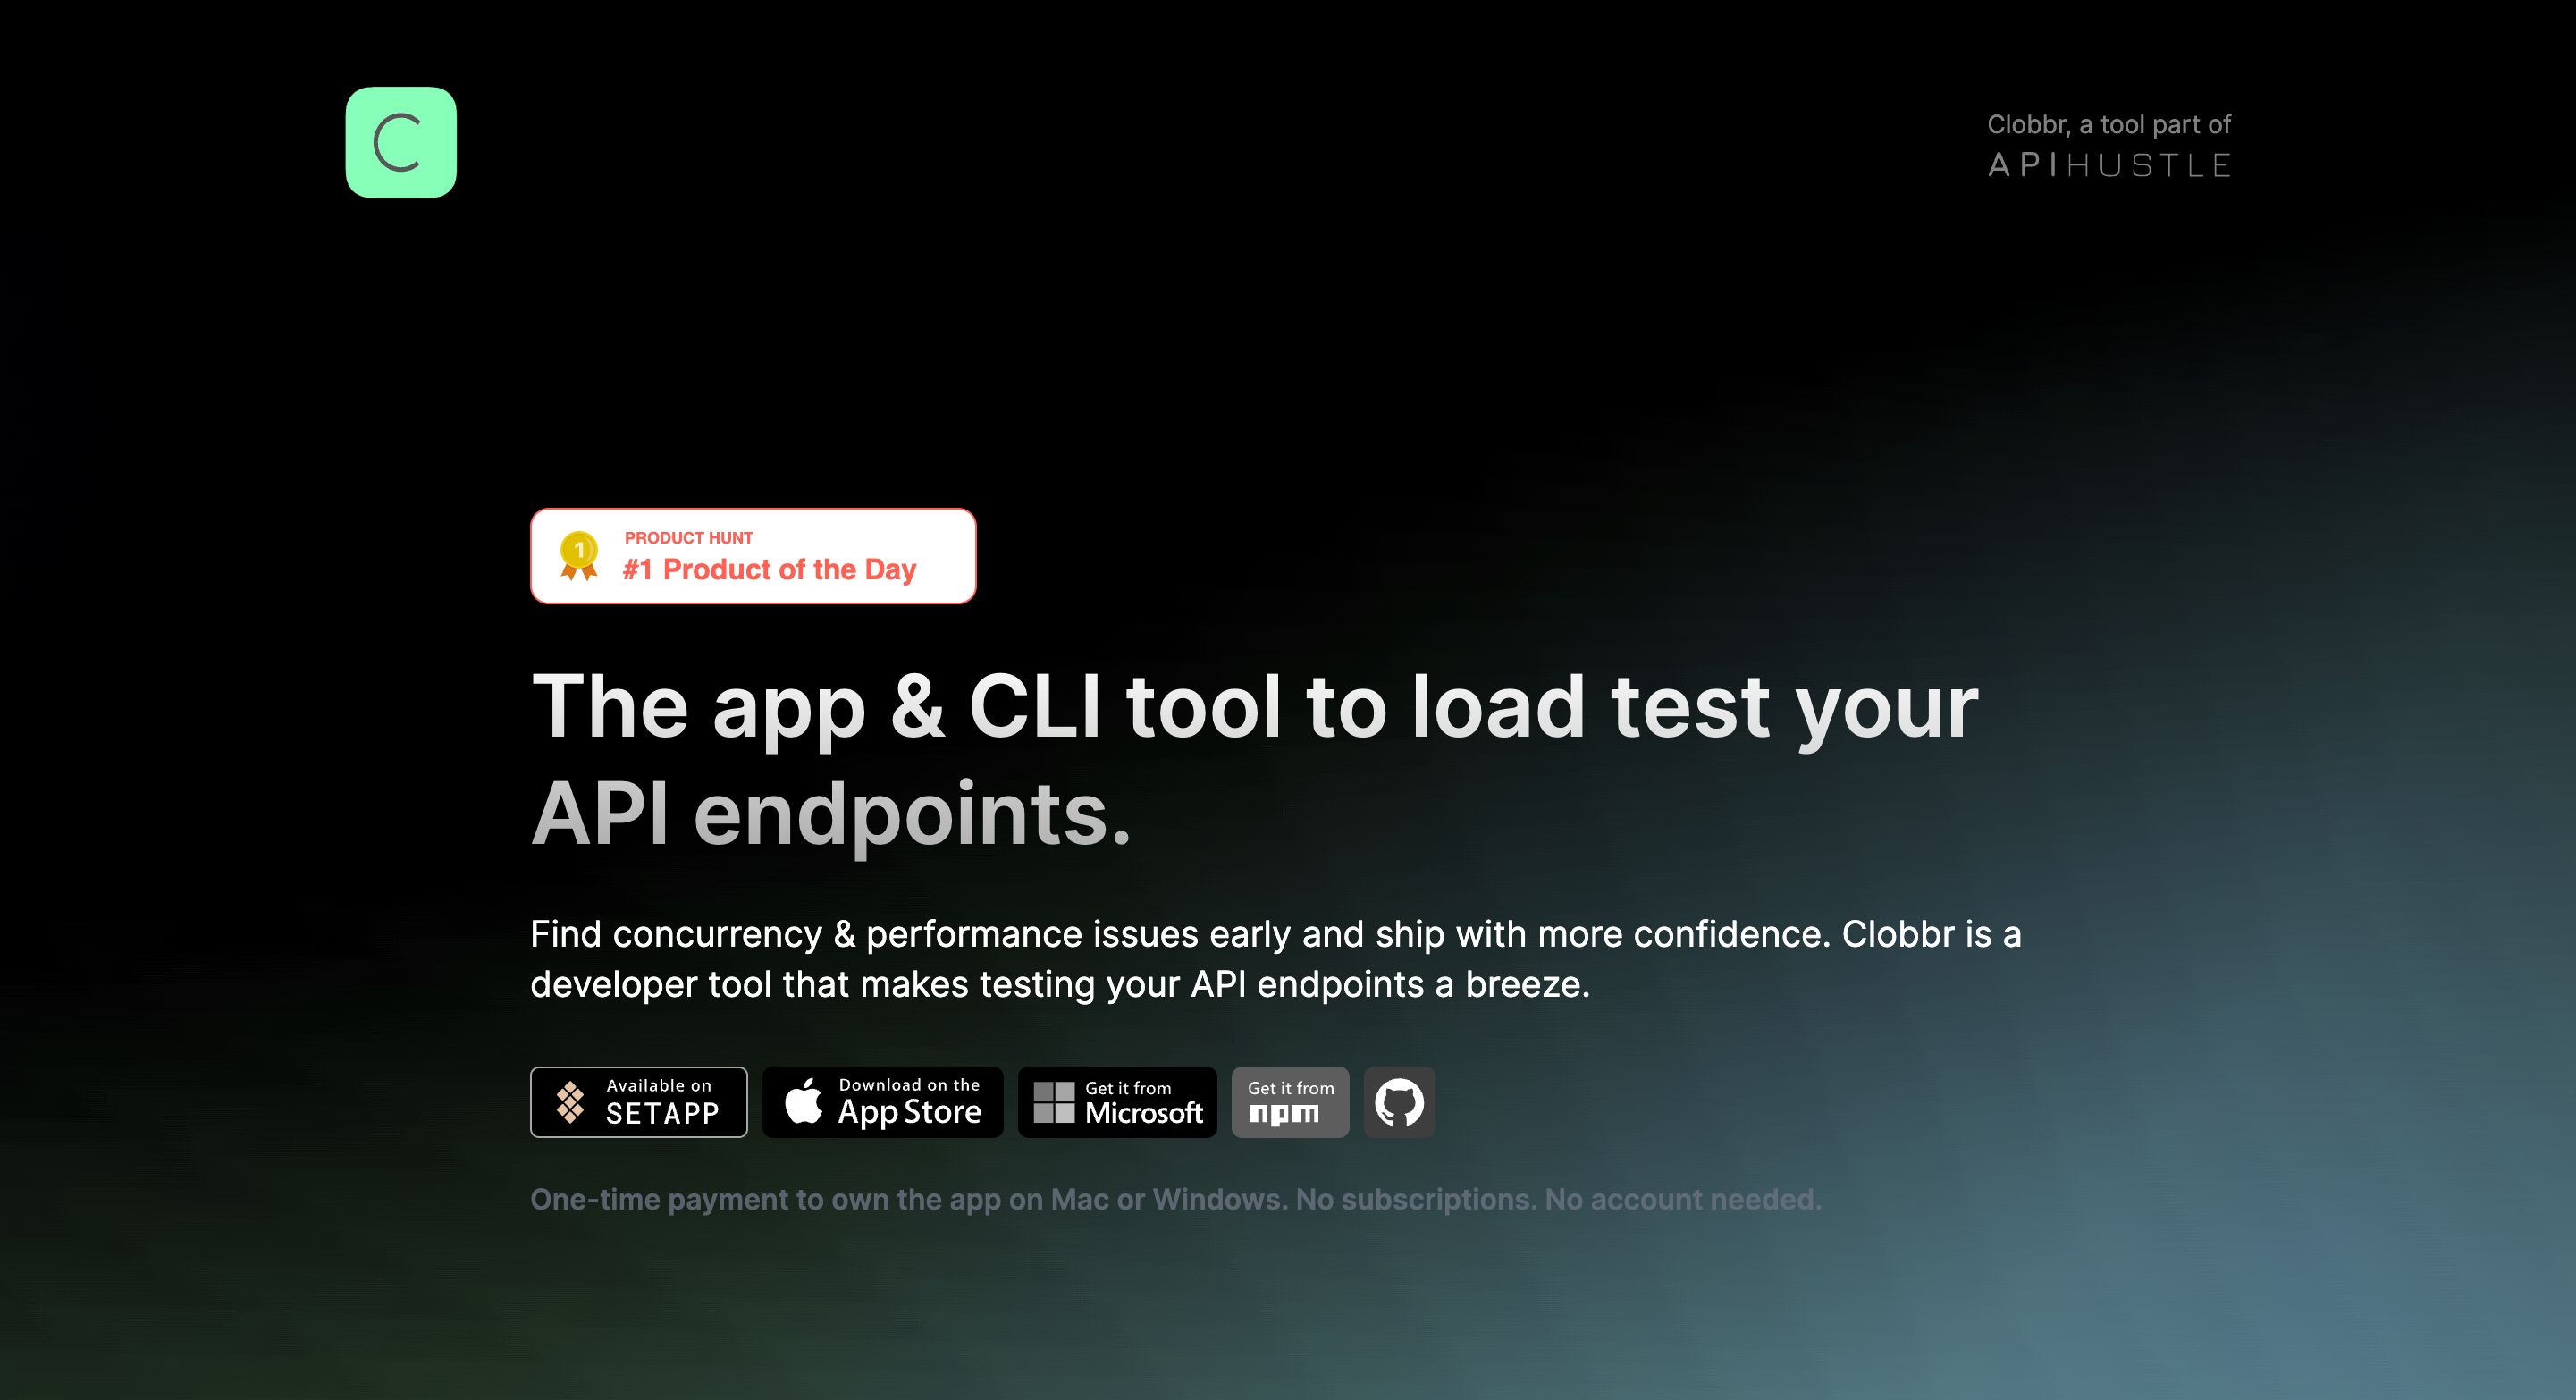 C
Clobbr, a tool part of
APIHUSTLE
1
PRODUCT HUNT
#1 Product of the Day
The app & CLI tool to load test your
API endpoints.
Find concurrency & performance issues early and ship with more confidence. Clobbr is a
developer tool that makes testing your API endpoints a breeze.
Available on
SETAPP
Download on the
App Store
Get it from
Microsoft
Get it from
npm
One-time payment to own the app on Mac or Windows. No subscriptions. No account needed.